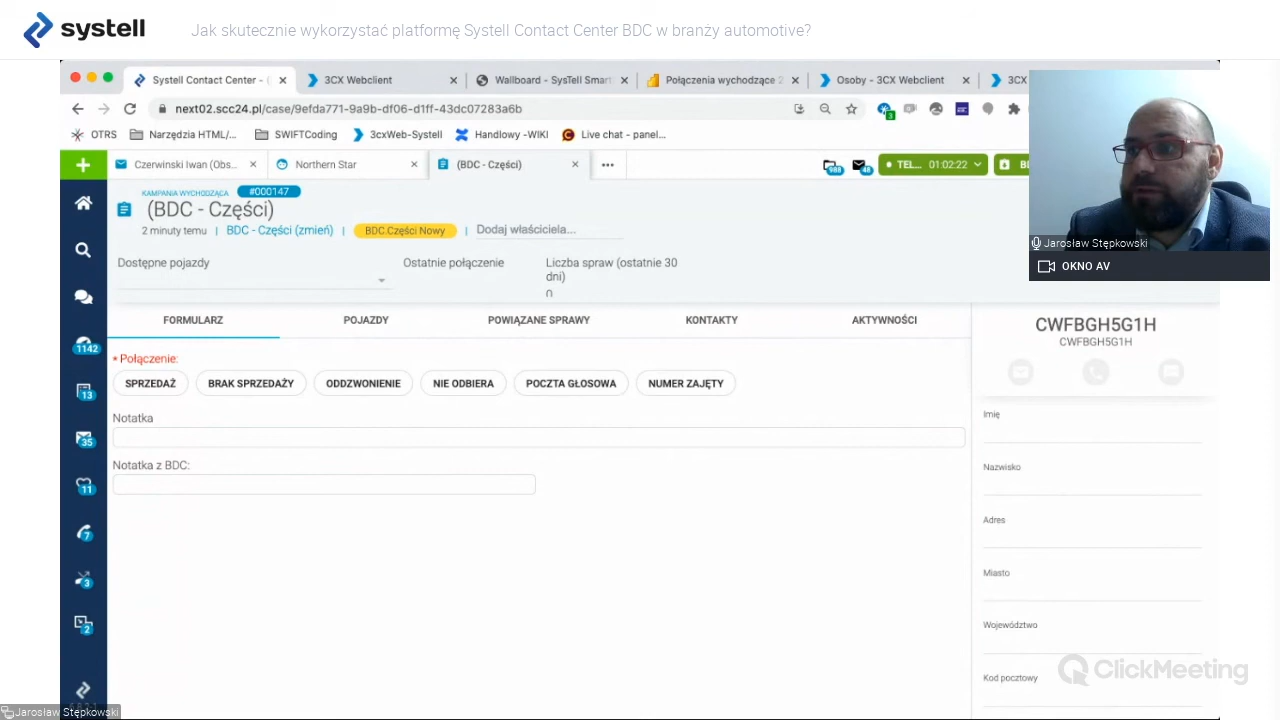 systell
Jak skutecznie wykorzystać platformę Systell Contact Center BDC w branży automotive?
Systell Contact Center - (
3CX Webclient
Wallboard - SysTell Smart
Połączenia wychodzące 2
Osoby - 3CX Webclient
3CX
next02.scc24.pl/case/9efda771-9a9b-df06-d1ff-43dc07283a6b
3
OTRS
Narzędzia HTML/...
SWIFTCoding
3cxWeb-Systell
Handlowy -WIKI
Live chat - panel...
Czerwinski Iwan (Obs...
Northern Star
(BDC - Części)
988
48
TEL...
01:02:22
KAMPANIA WYCHODZĄCA
#000147
(BDC - Części)
2 minuty temu | BDC - Części (zmień) | BDC.Części Nowy | Dodaj właściciela...
Dostępne pojazdy
Ostatnie połączenie
Liczba spraw (ostatnie 30
dni)
Jarosław Stępkowski
OKNO AV
FORMULARZ
POJAZDY
POWIĄZANE SPRAWY
KONTAKTY
AKTYWNOŚCI
* Połączenie:
SPRZEDAŻ
BRAK SPRZEDAŻY
ODDZWONIENIE
NIE ODBIERA
POCZTA GŁOSOWA
NUMER ZAJĘTY
Notatka
Notatka z BDC:
1142
13
35
11
7
3
2
CWFBGH5G1H
CWFBGH5G1H
Imię
Nazwisko
Adres
Miasto
Województwo
Kod pocztowy
ClickMeeting
Jarosław Stępkowski